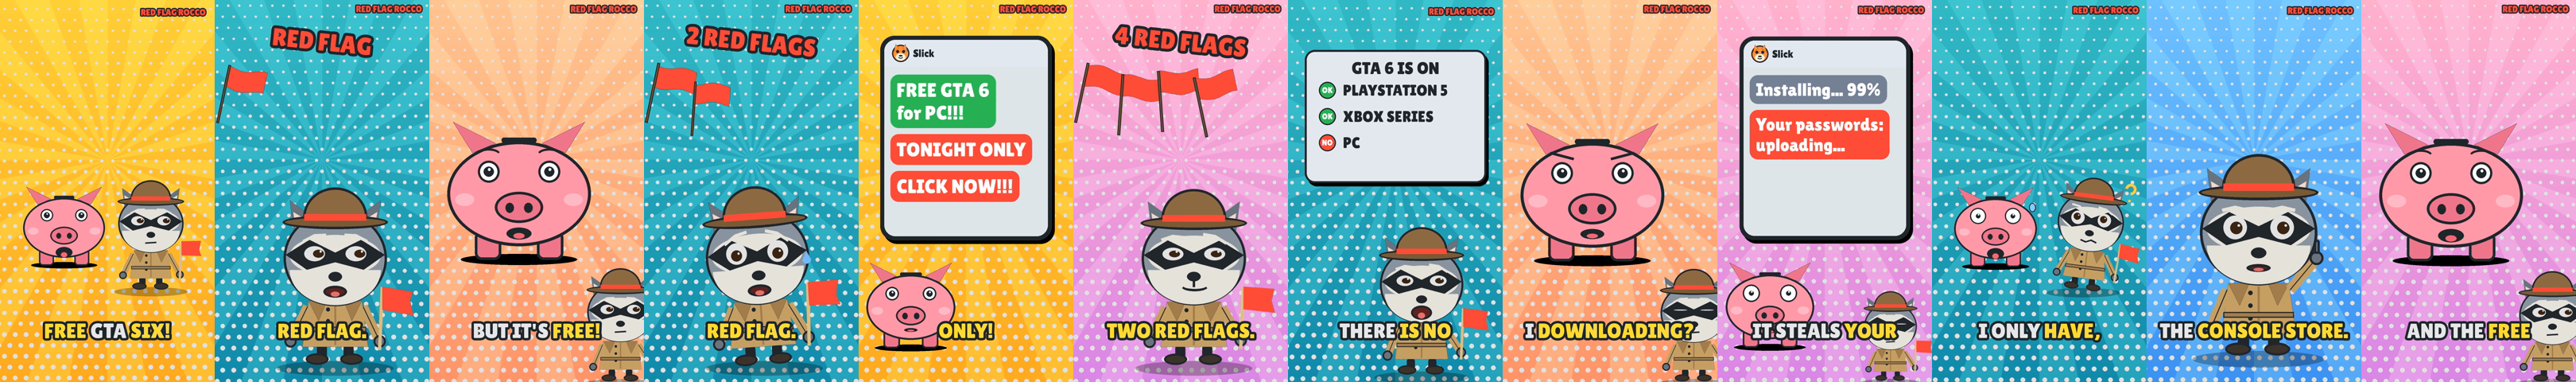 RED FLAG ROCCO
FREE GTA SIX!
RED FLAG ROCCO
RED FLAG
RED FLAG.
RED FLAG ROCCO
BUT IT'S FREE!
RED FLAG ROCCO
2 RED FLAGS
RED FLAG.
RED FLAG ROCCO
Slick
FREE GTA 6
for PC!!!
TONIGHT ONLY
CLICK NOW!!!
ONLY!
RED FLAG ROCCO
4 RED FLAGS
TWO RED FLAGS.
RED FLAG ROCCO
GTA 6 IS ON
OK PLAYSTATION 5
OK XBOX SERIES
NO PC
THERE IS NO
RED FLAG ROCCO
I DOWNLOADING?
RED FLAG ROCCO
Slick
Installing... 99%
Your passwords:
uploading...
IT STEALS YOUR
RED FLAG ROCCO
I ONLY HAVE,
RED FLAG ROCCO
THE CONSOLE STORE.
RED FLAG ROCCO
AND THE FREE